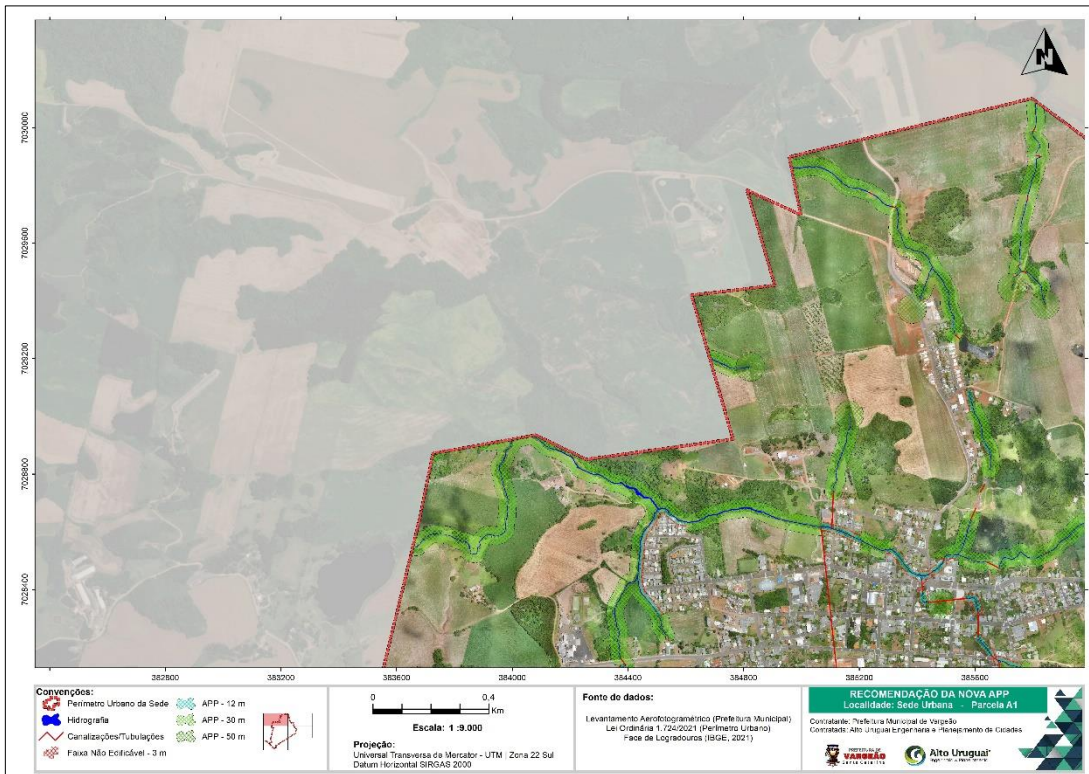 N
7030000
7029600
7029200
7028800
7028400
382800
383200
383600
384000
384400
384800
385200
385600
Convenções:
Perímetro Urbano da Sede
Hidrografia
Canalizações/Tubulações
Faixa Não Edificável - 3 m
APP - 12 m
APP - 30 m
APP - 50 m
0 0,4
Km
Escala: 1 :9.000
Projeção:
Universal Transversa de Mercator - UTM | Zona 22 Sul
Datum Horizontal SIRGAS 2000
Fonte de dados:
Levantamento Aerofotogramétrico (Prefeitura Municipal)
Lei Ordinária 1.724/2021 (Perímetro Urbano)
Face de Logradouros (IBGE, 2021)
RECOMENDAÇÃO DA NOVA APP
Localidade: Sede Urbana - Parcela A1
Contratante: Prefeitura Municipal de Vargeão
Contratada: Alto Uruguai Engenharia e Planejamento de Cidades
PREFEITURA DE
VARGEÃO
SANTA CATARINA
Alto Uruguai